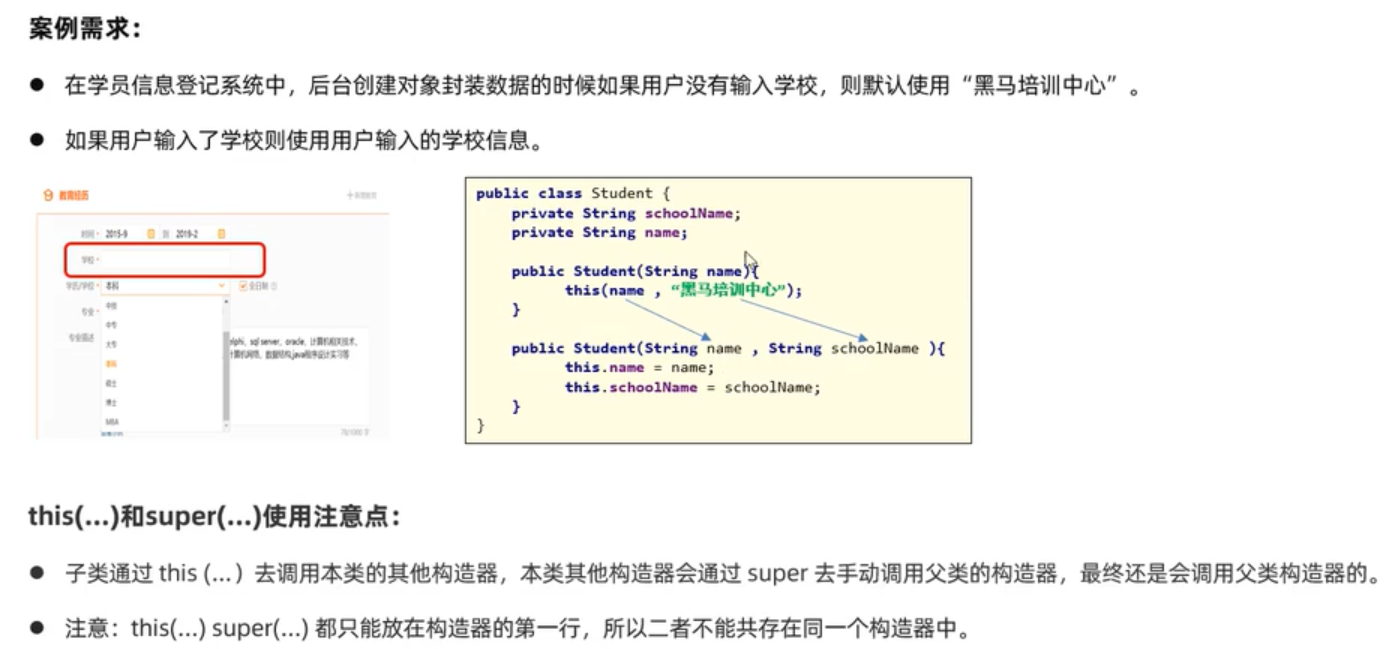 案例需求：
● 在学员信息登记系统中，后台创建对象封装数据的时候如果用户没有输入学校，则默认使用“黑马培训中心”。
● 如果用户输入了学校则使用用户输入的学校信息。
教育经历
时间 2015-9 到 2019-2
学校
学历/学位 本科 全日制
中技
中专
专业
大专
专业描述
本科
硕士
博士
MBA
elphi、sql server、oracle、计算机相关技术、
计算机网络、数据结构,java程序设计实习等
public class Student {
private String schoolName;
private String name;
public Student(String name){
this(name , “黑马培训中心”);
}
public Student(String name , String schoolName ){
this.name = name;
this.schoolName = schoolName;
}
}
this(...)和super(...)使用注意点：
● 子类通过 this (...）去调用本类的其他构造器，本类其他构造器会通过 super 去手动调用父类的构造器，最终还是会调用父类构造器的。
● 注意：this(...) super(...) 都只能放在构造器的第一行，所以二者不能共存在同一个构造器中。